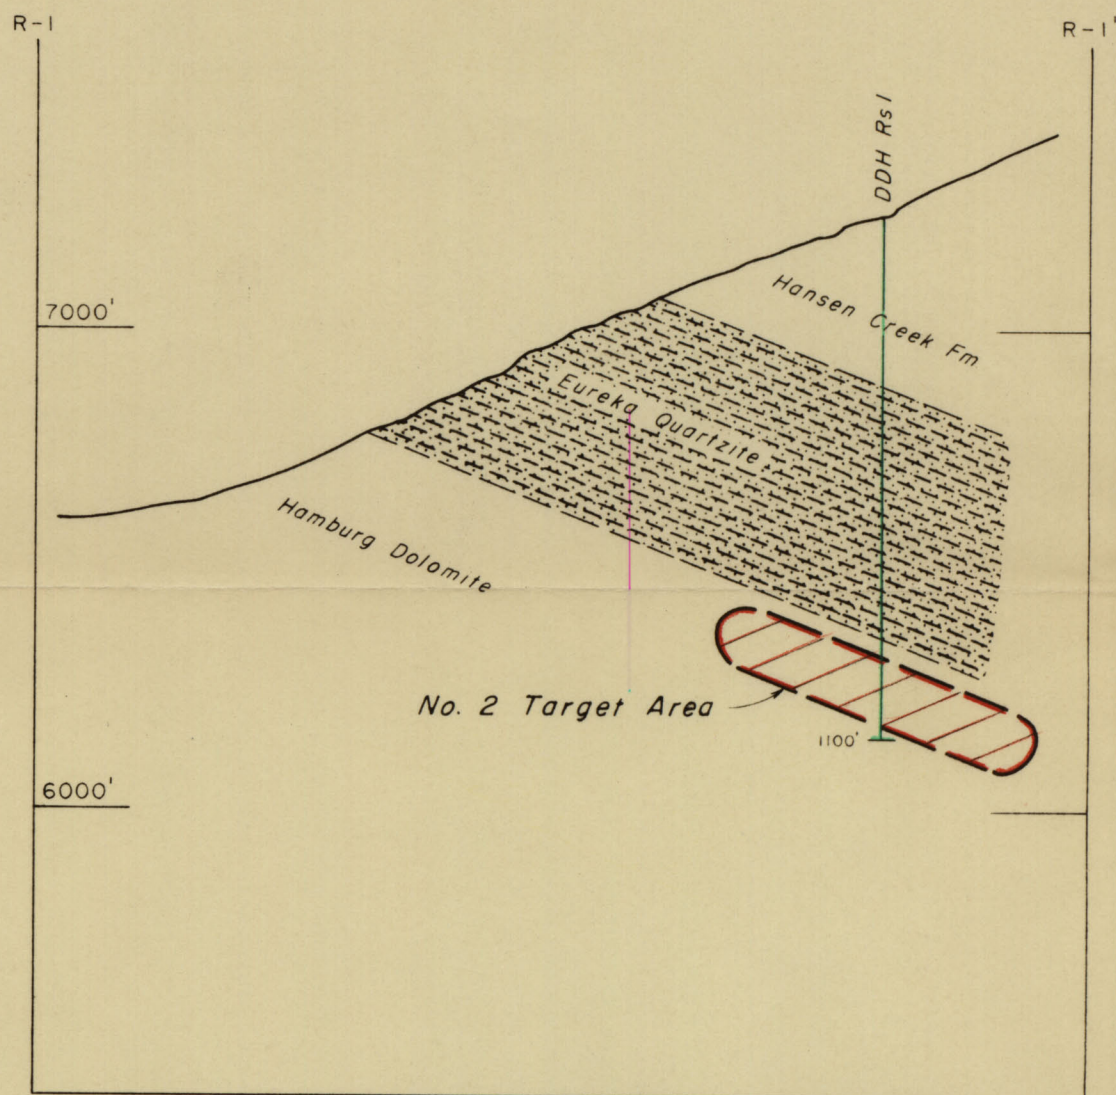 R-1
R-1'
DDH Rs1
7000'
Hansen Creek Fm
Eureka Quartzite
Hamburg Dolomite
No. 2 Target Area
1100'
6000'